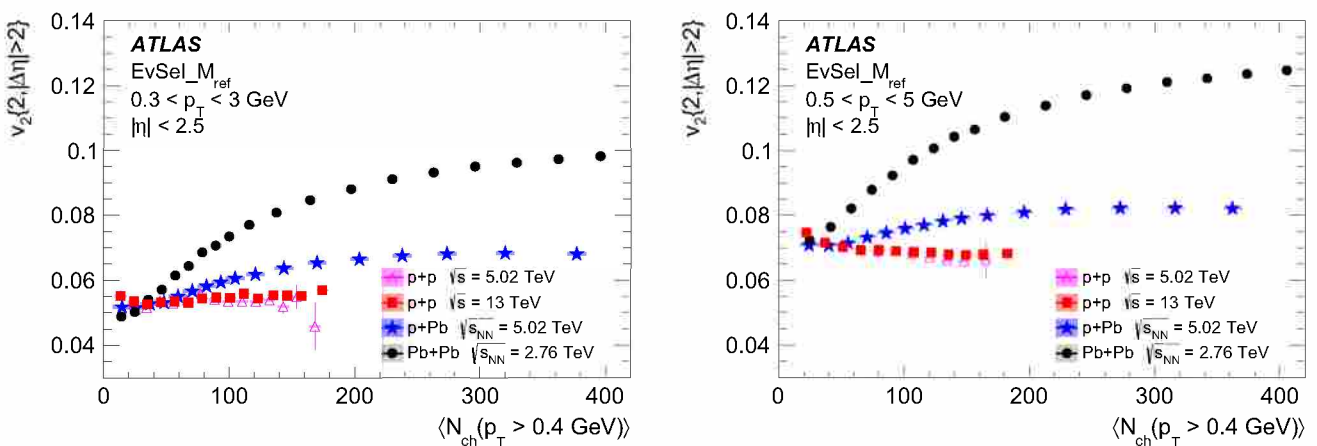 0.14
0.12
0.1
0.08
0.06
0.04
v₂{2,|Δη|>2}
ATLAS
EvSel_M_ref
0.3 < p_T < 3 GeV
|η| < 2.5
p+p √s = 5.02 TeV
p+p √s = 13 TeV
p+Pb √s_NN = 5.02 TeV
Pb+Pb √s_NN = 2.76 TeV
0 100 200 300 400
⟨N_ch(p_T > 0.4 GeV)⟩
0.14
0.12
0.1
0.08
0.06
0.04
v₂{2,|Δη|>2}
ATLAS
EvSel_M_ref
0.5 < p_T < 5 GeV
|η| < 2.5
p+p √s = 5.02 TeV
p+p √s = 13 TeV
p+Pb √s_NN = 5.02 TeV
Pb+Pb √s_NN = 2.76 TeV
0 100 200 300 400
⟨N_ch(p_T > 0.4 GeV)⟩